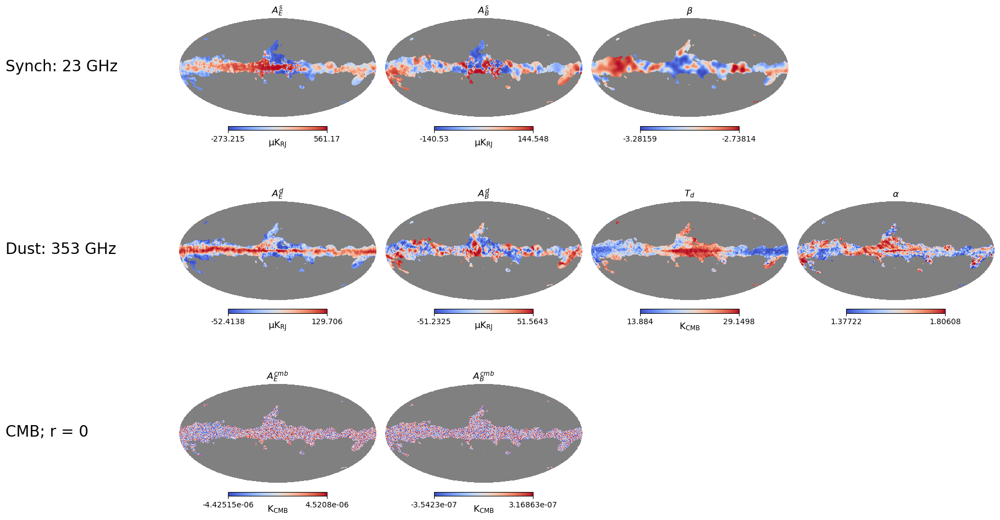 A_E^s A_B^s β
Synch: 23 GHz
-273.215 561.17 -140.53 144.548 -3.28159 -2.73814
μK_RJ μK_RJ
A_E^d A_B^d T_d α
Dust: 353 GHz
-52.4138 129.706 -51.2325 51.5643 13.884 29.1498 1.37722 1.80608
μK_RJ μK_RJ K_CMB
A_E^cmb A_B^cmb
CMB; r = 0
-4.42515e-06 4.5208e-06 -3.5423e-07 3.16863e-07
K_CMB K_CMB